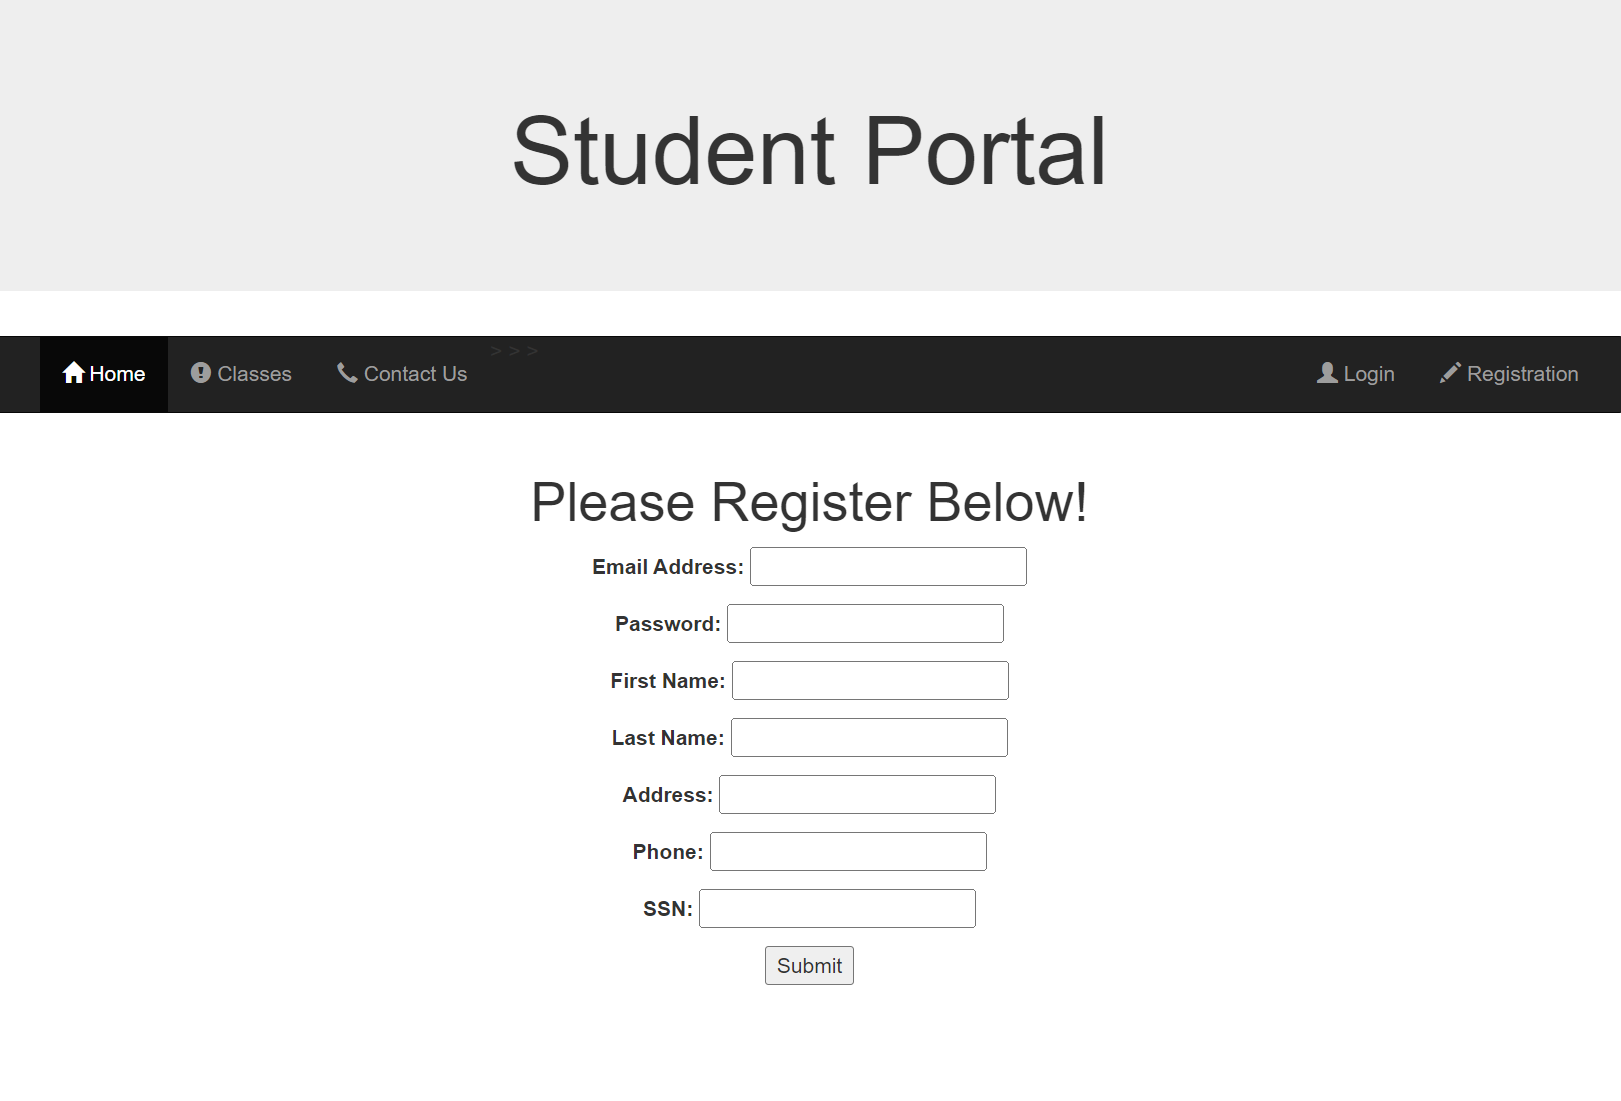 Student Portal
Home Classes Contact Us > > > Login Registration
Please Register Below!
Email Address:
Password:
First Name:
Last Name:
Address:
Phone:
SSN:
Submit